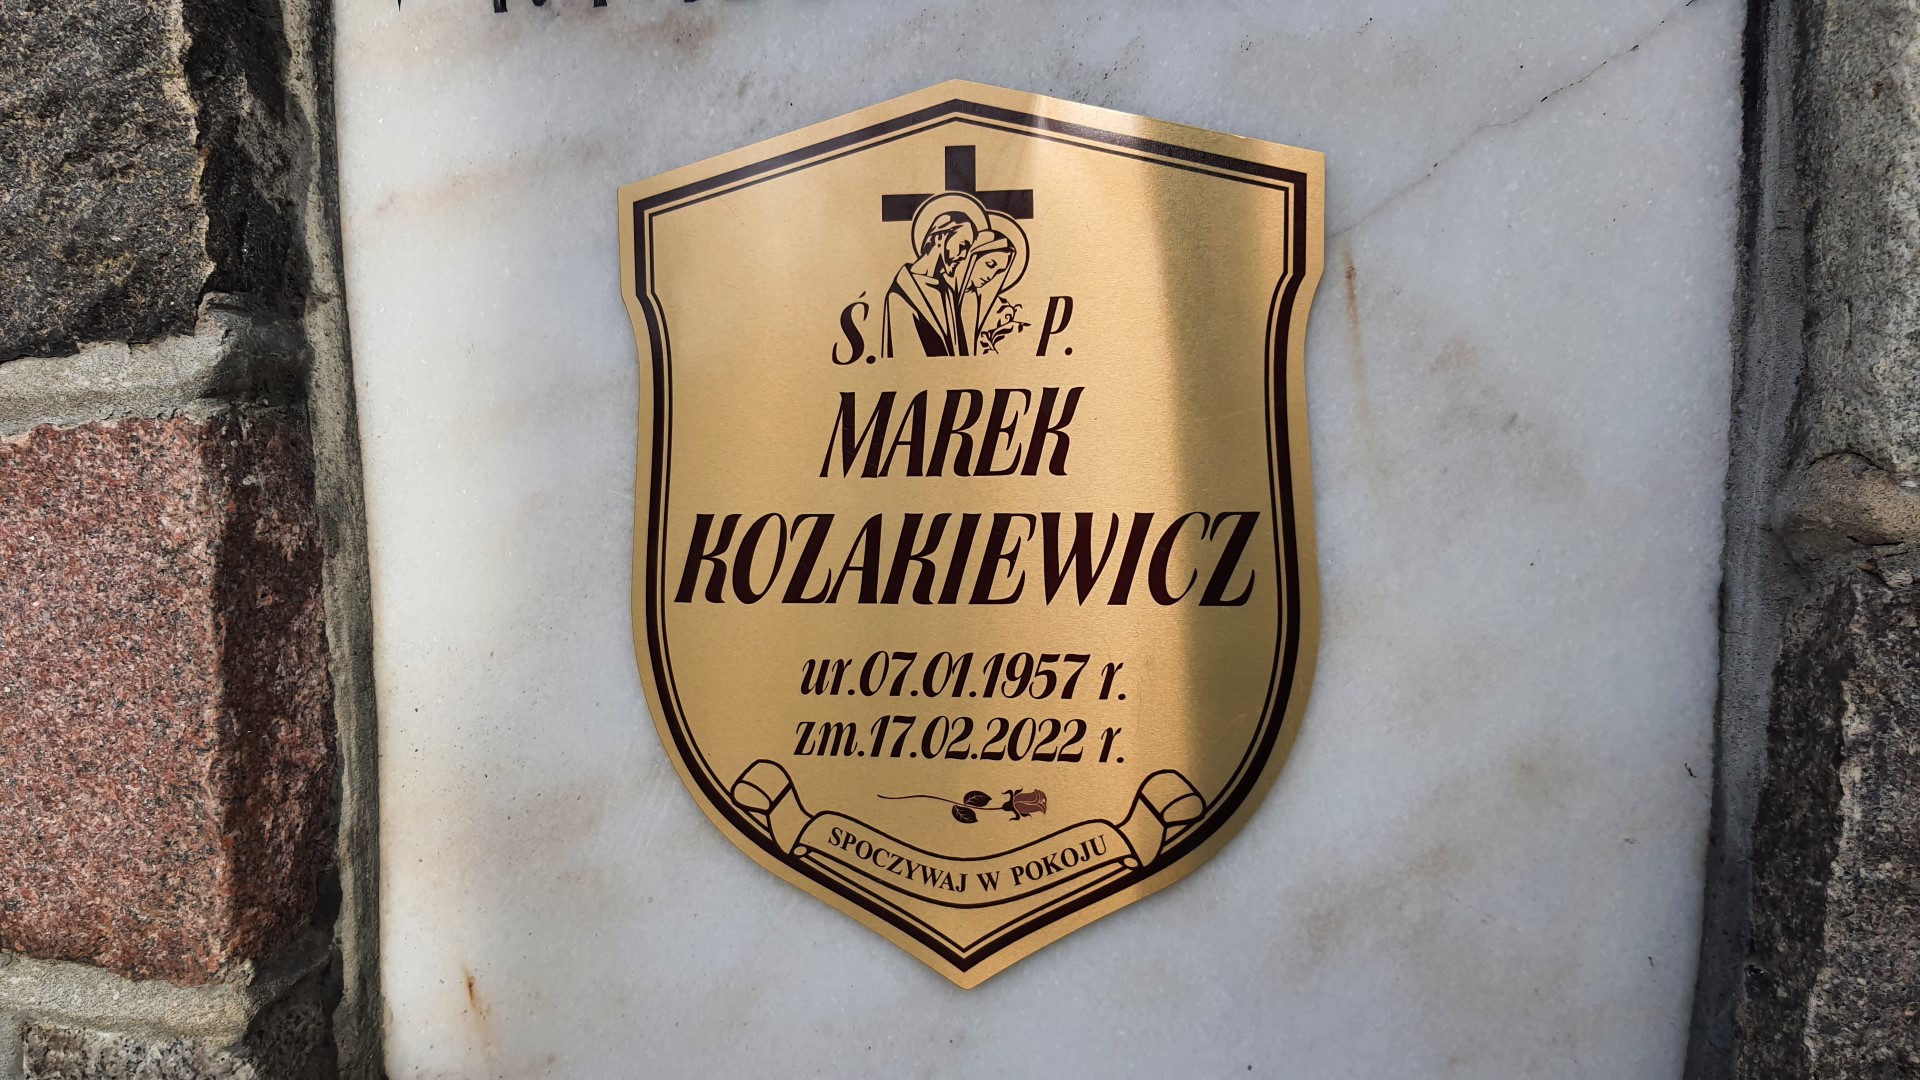 Ś. P.
MAREK
KOZAKIEWICZ
ur.07.01.1957 r.
zm.17.02.2022 r.
SPOCZYWAJ W POKOJU